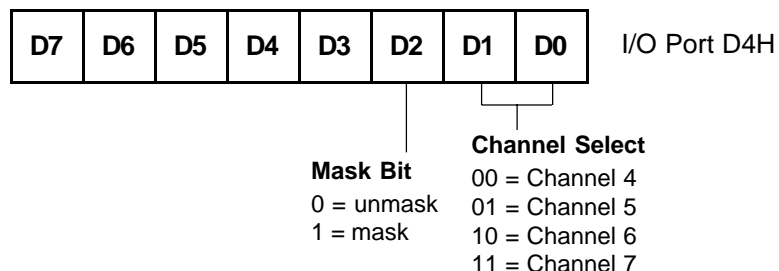 D7 D6 D5 D4 D3 D2 D1 D0 I/O Port D4H
Mask Bit
0 = unmask
1 = mask
Channel Select
00 = Channel 4
01 = Channel 5
10 = Channel 6
11 = Channel 7